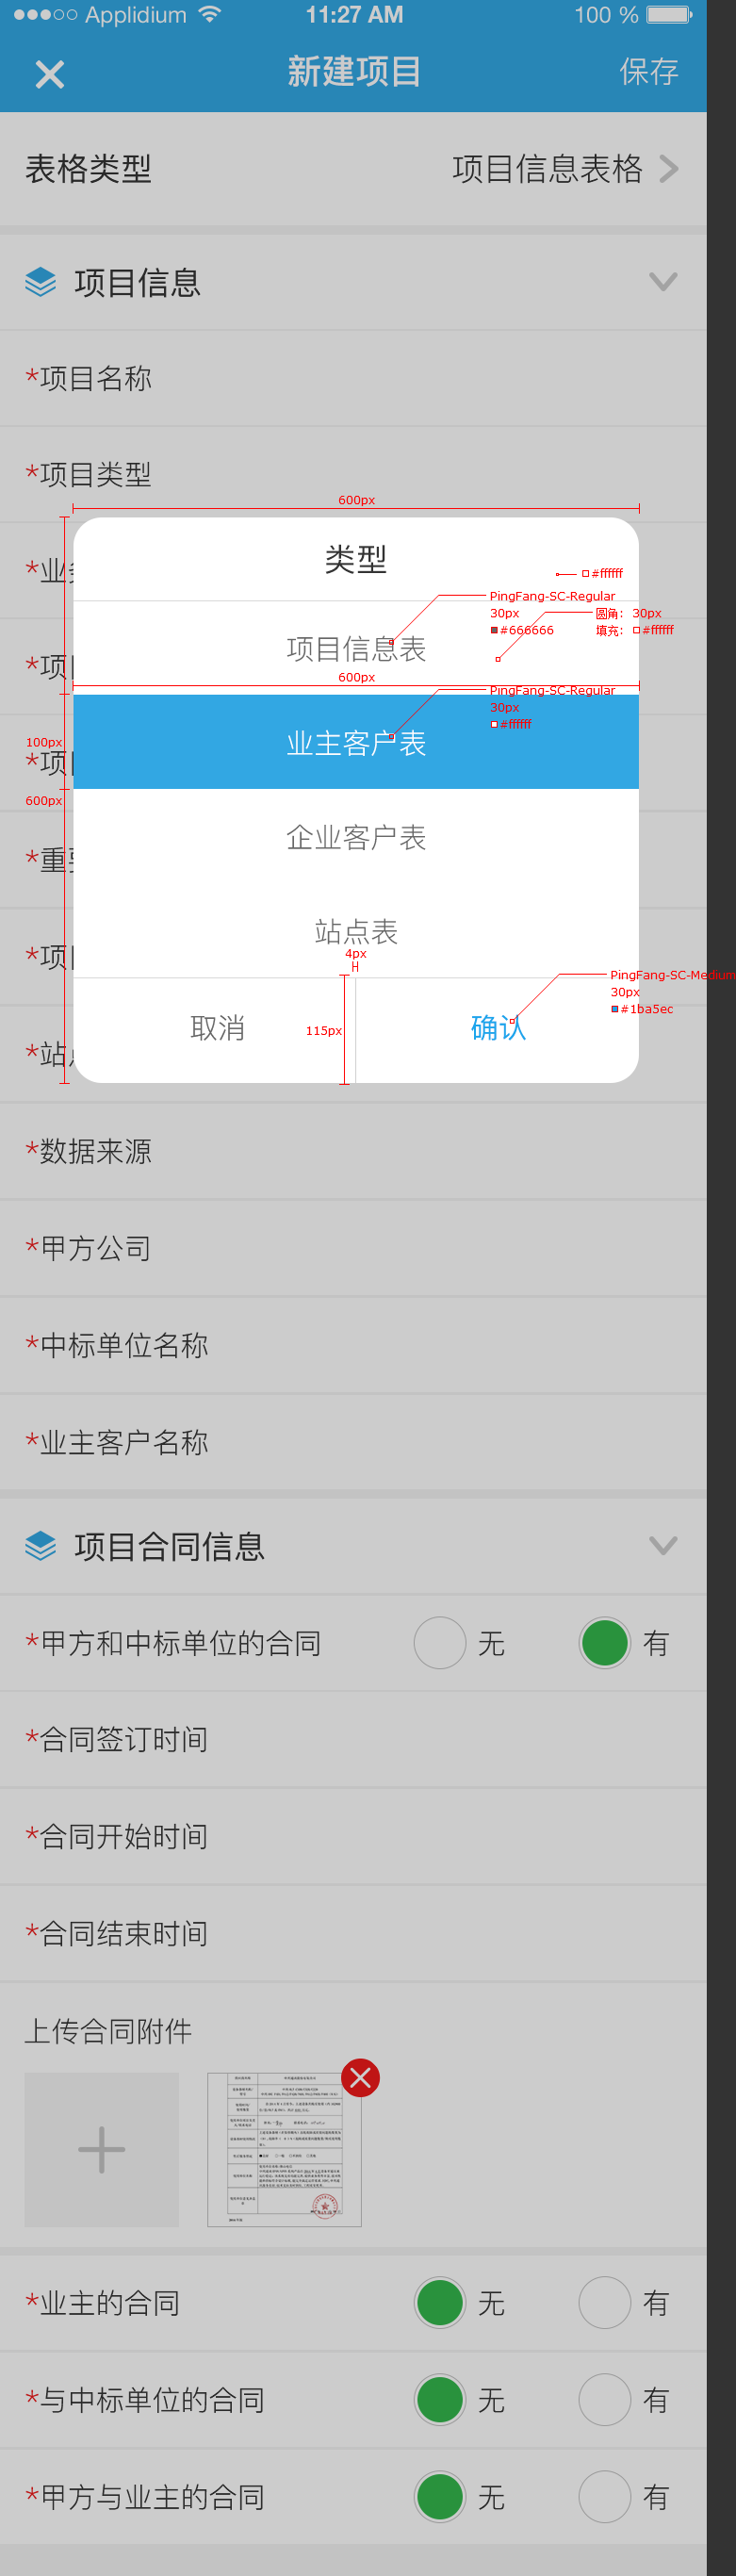 Applidium 11:27 AM 100 %
新建项目 保存
表格类型 项目信息表格
项目信息
*项目名称
*项目类型
600px
类型
#ffffff
*业务
PingFang-SC-Regular
30px
#666666
圆角： 30px
填充： #ffffff
*项目
项目信息表
600px
PingFang-SC-Regular
30px
#ffffff
业主客户表
100px
*项目
600px
企业客户表
*重要
站点表
*项目
4px
PingFang-SC-Medium
30px
#1ba5ec
115px
取消 确认
*站点
*数据来源
*甲方公司
*中标单位名称
*业主客户名称
项目合同信息
*甲方和中标单位的合同 无 有
*合同签订时间
*合同开始时间
*合同结束时间
上传合同附件
*业主的合同 无 有
*与中标单位的合同 无 有
*甲方与业主的合同 无 有